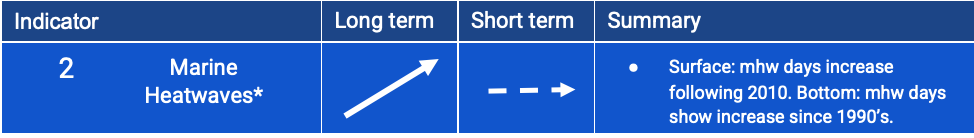 Indicator Long term Short term Summary
2
Marine
Heatwaves*
● Surface: mhw days increase
following 2010. Bottom: mhw days
show increase since 1990's.